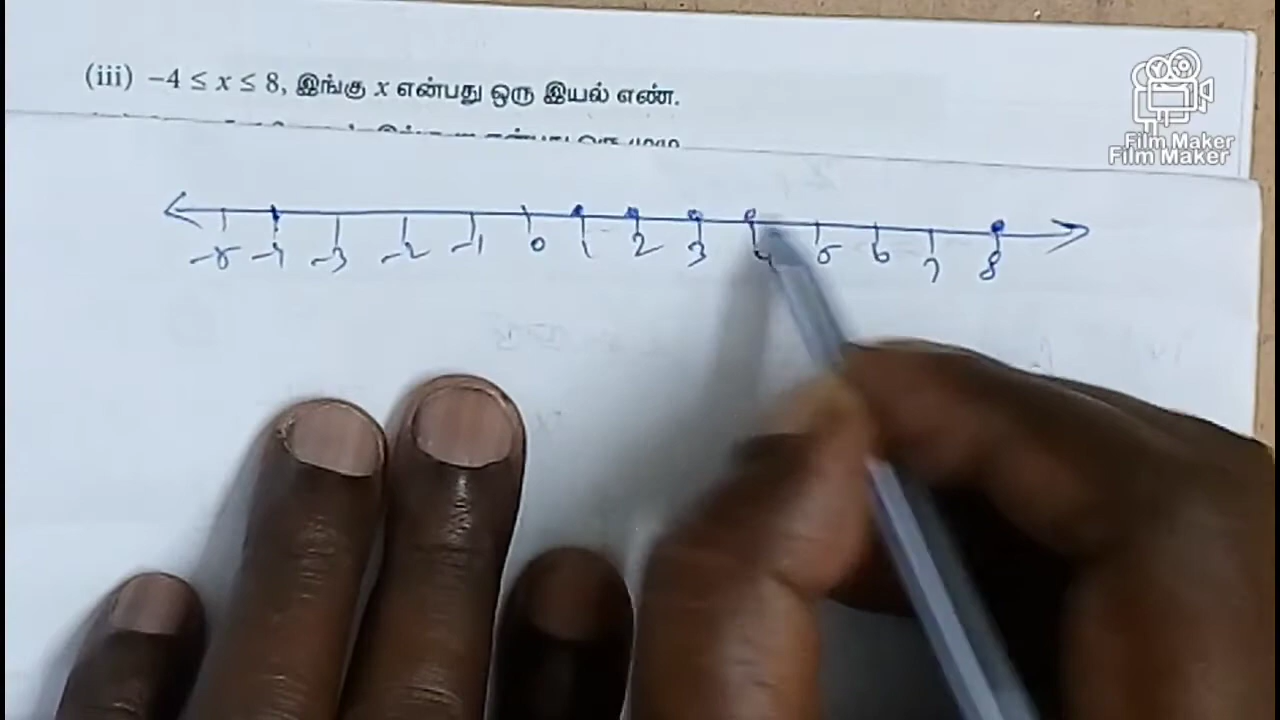 (iii) −4 ≤ x ≤ 8, இங்கு x என்பது ஒரு இயல் எண்.
Film Maker
Film Maker
-5 -4 -3 -2 -1 0 1 2 3 4 5 6 7 8